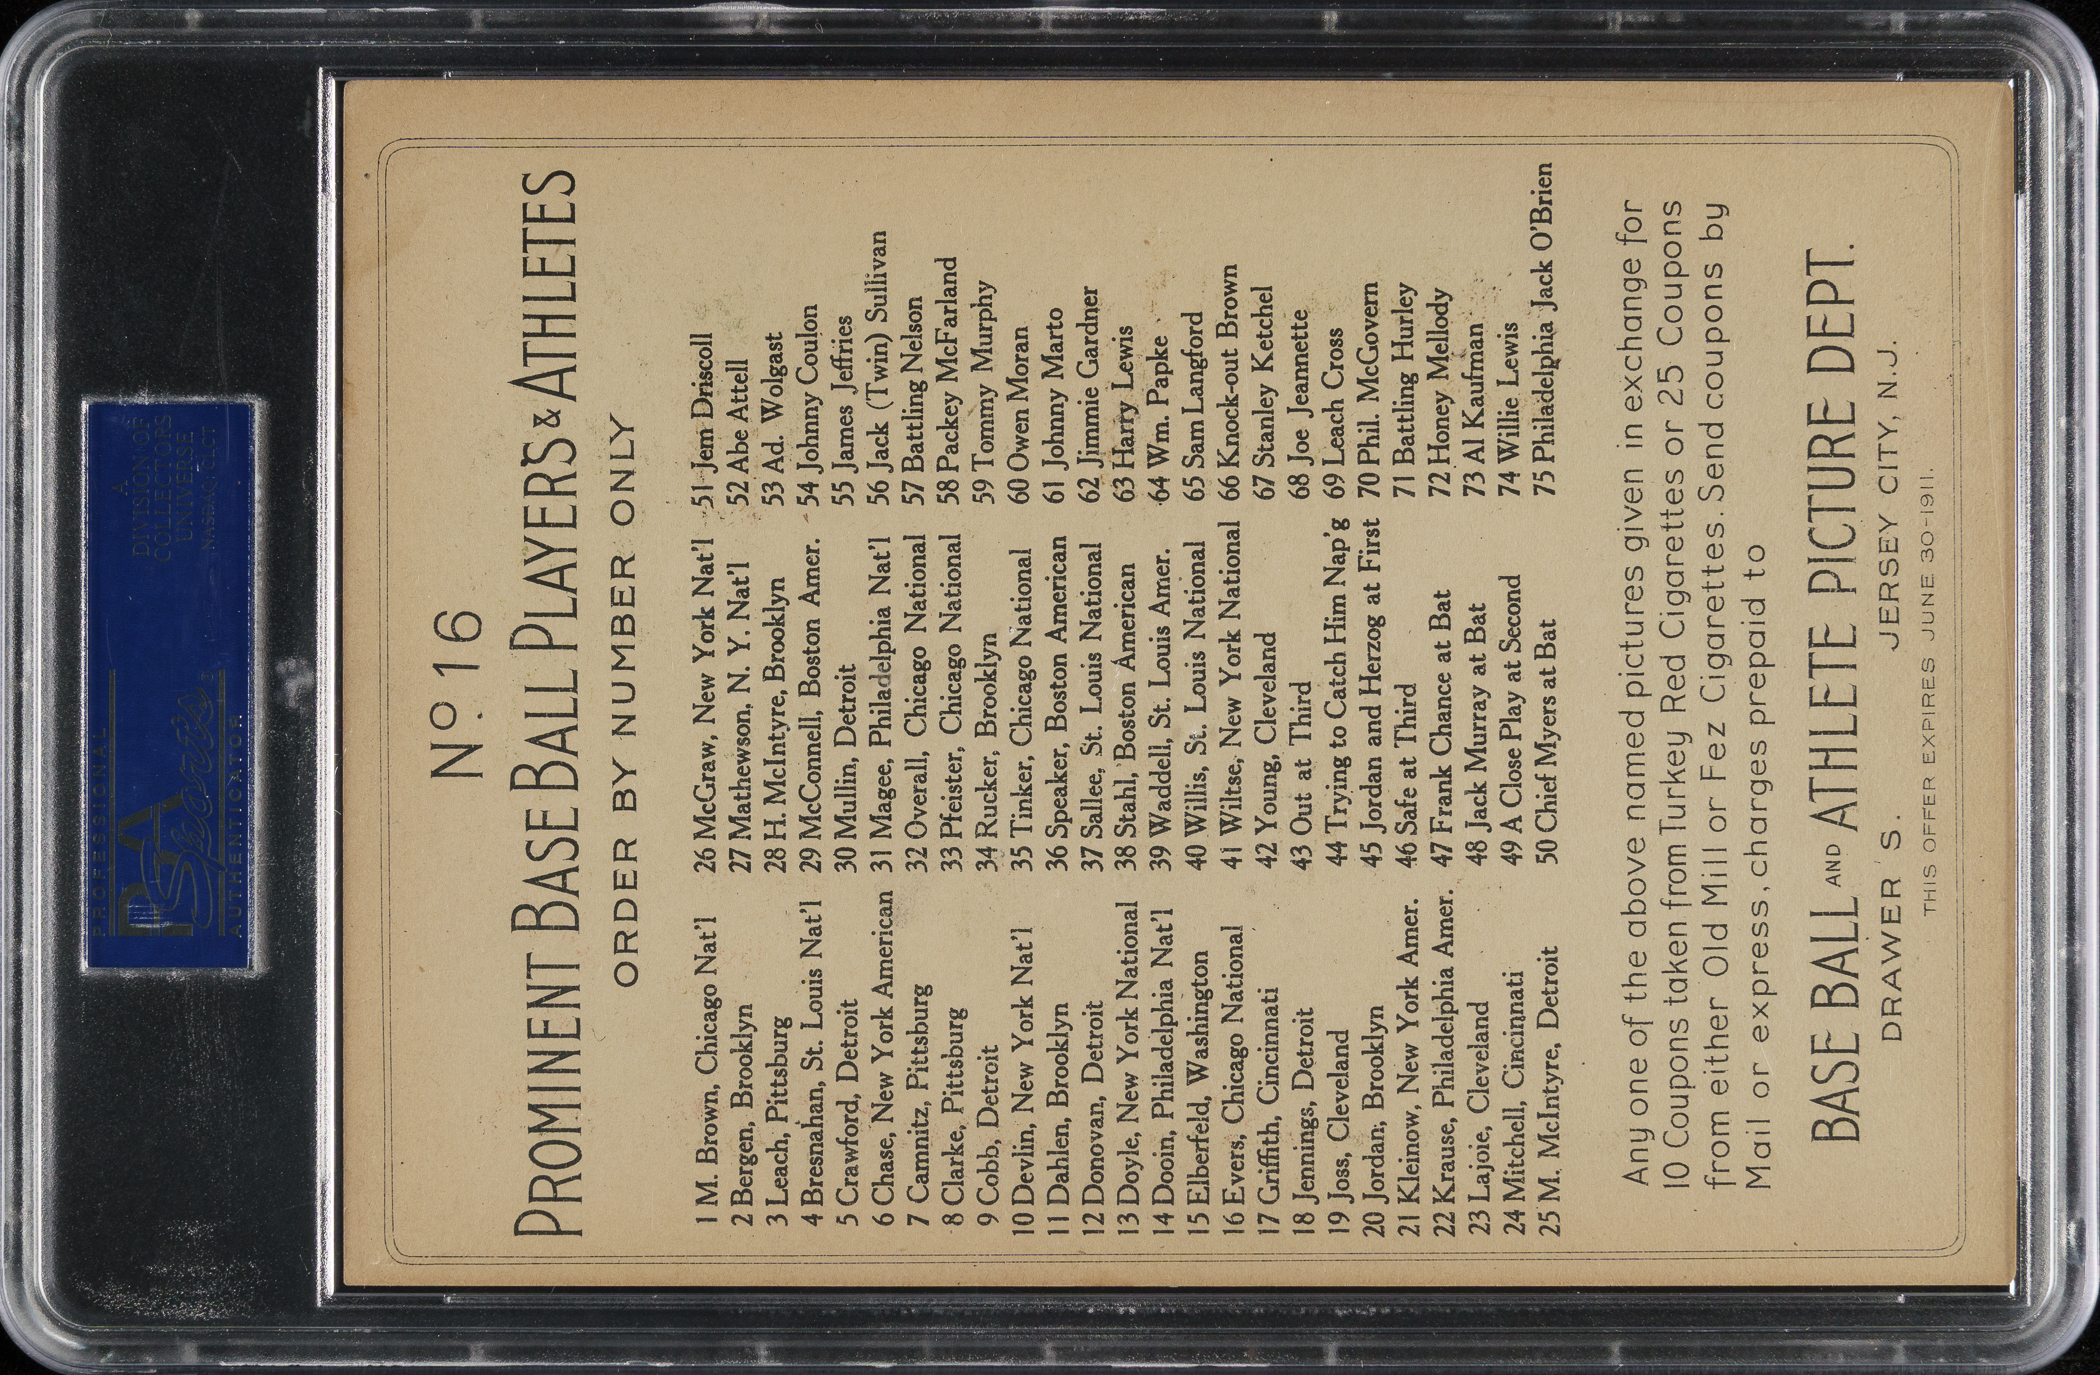 A
DIVISION OF
COLLECTORS
UNIVERSE
NASDAQ: CLCT
PROFESSIONAL
PSA
Sports
AUTHENTICATOR
No. 16
PROMINENT BASE BALL PLAYERS & ATHLETES
ORDER BY NUMBER ONLY
1 M. Brown, Chicago Nat'l
2 Bergen, Brooklyn
3 Leach, Pittsburg
4 Bresnahan, St. Louis Nat'l
5 Crawford, Detroit
6 Chase, New York American
7 Camnitz, Pittsburg
8 Clarke, Pittsburg
9 Cobb, Detroit
10 Devlin, New York Nat'l
11 Dahlen, Brooklyn
12 Donovan, Detroit
13 Doyle, New York National
14 Dooin, Philadelphia Nat'l
15 Elberfeld, Washington
16 Evers, Chicago National
17 Griffith, Cincinnati
18 Jennings, Detroit
19 Joss, Cleveland
20 Jordan, Brooklyn
21 Kleinow, New York Amer.
22 Krause, Philadelphia Amer.
23 Lajoie, Cleveland
24 Mitchell, Cincinnati
25 M. McIntyre, Detroit
26 McGraw, New York Nat'l
27 Mathewson, N. Y. Nat'l
28 H. McIntyre, Brooklyn
29 McConnell, Boston Amer.
30 Mullin, Detroit
31 Magee, Philadelphia Nat'l
32 Overall, Chicago National
33 Pfeister, Chicago National
34 Rucker, Brooklyn
35 Tinker, Chicago National
36 Speaker, Boston American
37 Sallee, St. Louis National
38 Stahl, Boston American
39 Waddell, St. Louis Amer.
40 Willis, St. Louis National
41 Wiltse, New York National
42 Young, Cleveland
43 Out at Third
44 Trying to Catch Him Nap'g
45 Jordan and Herzog at First
46 Safe at Third
47 Frank Chance at Bat
48 Jack Murray at Bat
49 A Close Play at Second
50 Chief Myers at Bat
51 Jem Driscoll
52 Abe Attell
53 Ad. Wolgast
54 Johnny Coulon
55 James Jeffries
56 Jack (Twin) Sullivan
57 Battling Nelson
58 Packey McFarland
59 Tommy Murphy
60 Owen Moran
61 Johnny Marto
62 Jimmie Gardner
63 Harry Lewis
64 Wm. Papke
65 Sam Langford
66 Knock-out Brown
67 Stanley Ketchel
68 Joe Jeannette
69 Leach Cross
70 Phil. McGovern
71 Battling Hurley
72 Honey Mellody
73 Al Kaufman
74 Willie Lewis
75 Philadelphia Jack O'Brien
Any one of the above named pictures given in exchange for
10 Coupons taken from Turkey Red Cigarettes or 25 Coupons
from either Old Mill or Fez Cigarettes. Send coupons by
Mail or express, charges prepaid to
BASE BALL AND ATHLETE PICTURE DEPT.
DRAWER S. JERSEY CITY, N.J.
THIS OFFER EXPIRES JUNE 30-1911.